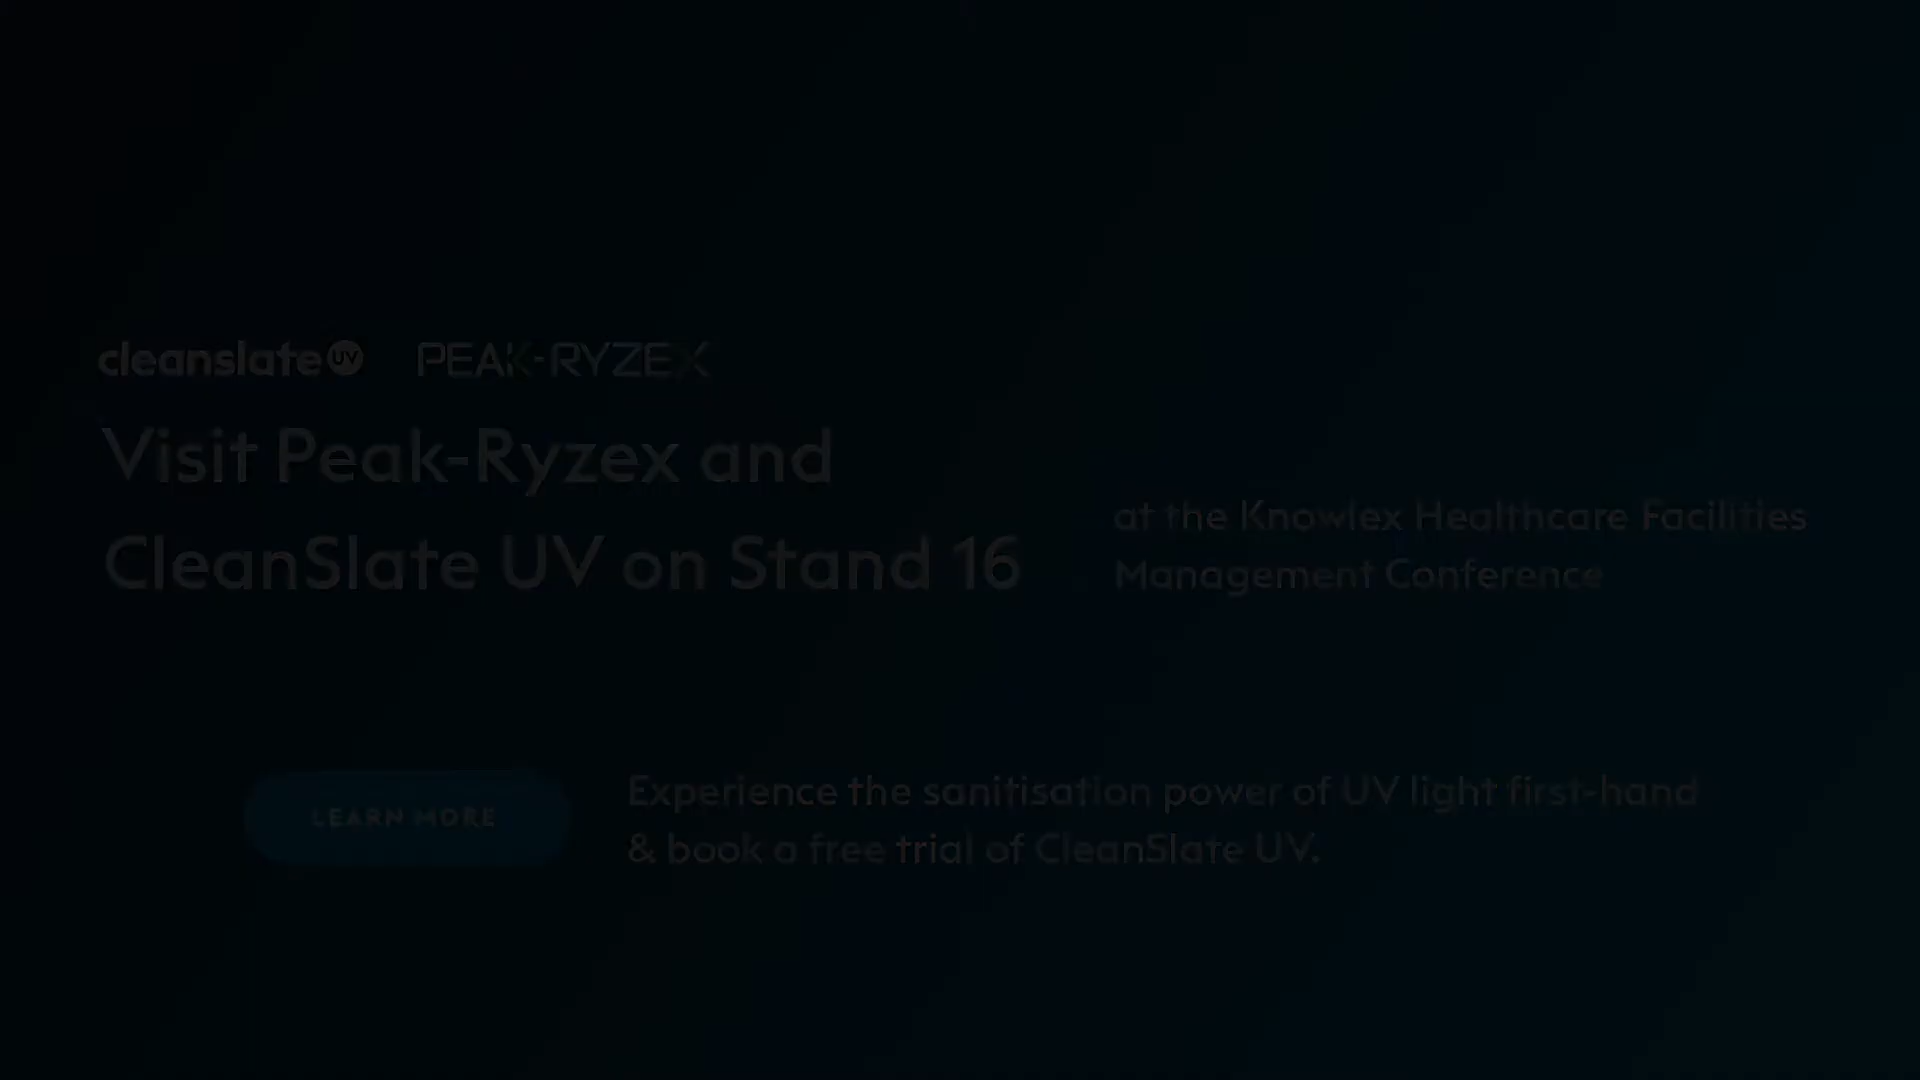 cleanslate UV PEAK-RYZEX
Visit Peak-Ryzex and
CleanSlate UV on Stand 16
at the Knowlex Healthcare Facilities
Management Conference
LEARN MORE
Experience the sanitisation power of UV light first-hand
& book a free trial of CleanSlate UV.